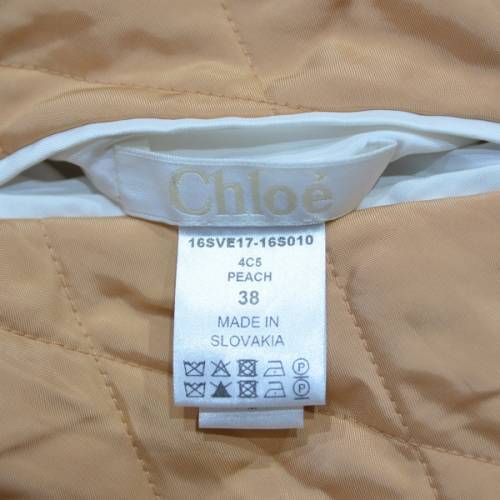 Chloé
16SVE17-16S010
4C5
PEACH
38
MADE IN
SLOVAKIA
P
P